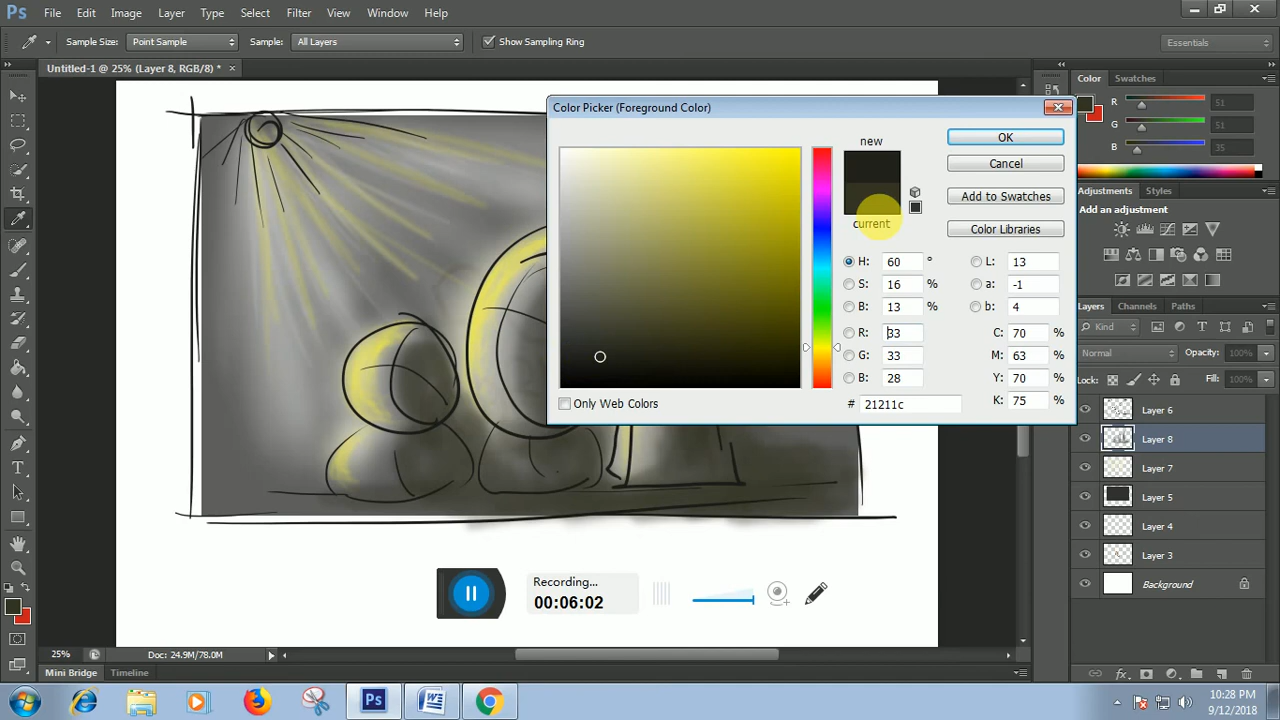 Ps File Edit Image Layer Type Select Filter View Window Help
Sample Size: Point Sample Sample: All Layers Show Sampling Ring Essentials
Untitled-1 @ 25% (Layer 8, RGB/8) * ×
Color Swatches
R 51
G 51
B 35
Color Picker (Foreground Color)
new
current
OK
Cancel
Add to Swatches
Color Libraries
H: 60 °
S: 16 %
B: 13 %
R: 33
G: 33
B: 28
L: 13
a: -1
b: 4
C: 70 %
M: 63 %
Y: 70 %
K: 75 %
# 21211c
Only Web Colors
Adjustments Styles
Add an adjustment
Layers Channels Paths
Kind
Normal Opacity:
Lock: Fill:
Layer 6
Layer 8
Layer 7
Layer 5
Layer 4
Layer 3
Background
Recording...
00:06:02
25% Doc: 24.9M/78.0M
Mini Bridge Timeline
Ps W
10:28 PM
9/12/2018